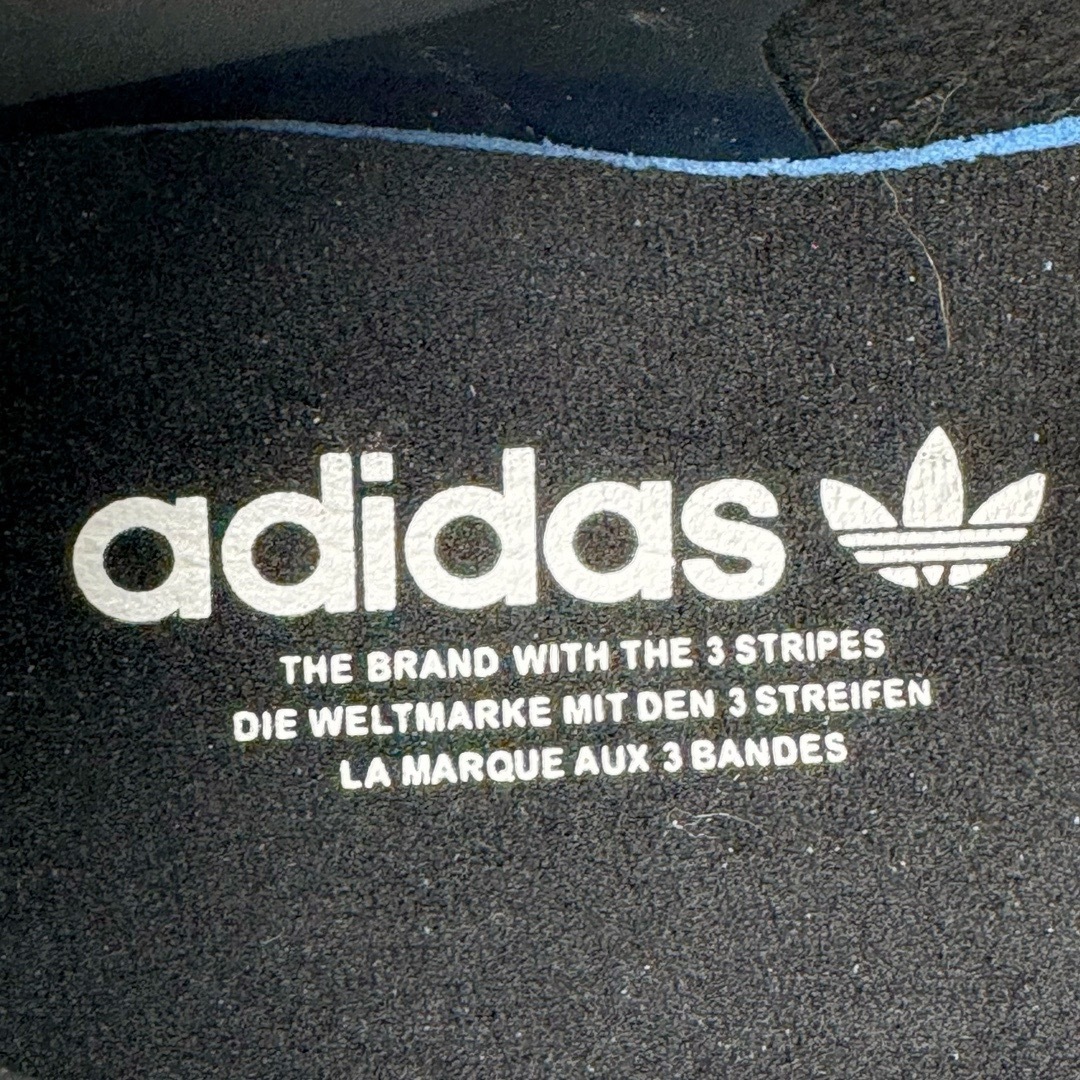 adidas
THE BRAND WITH THE 3 STRIPES
DIE WELTMARKE MIT DEN 3 STREIFEN
LA MARQUE AUX 3 BANDES